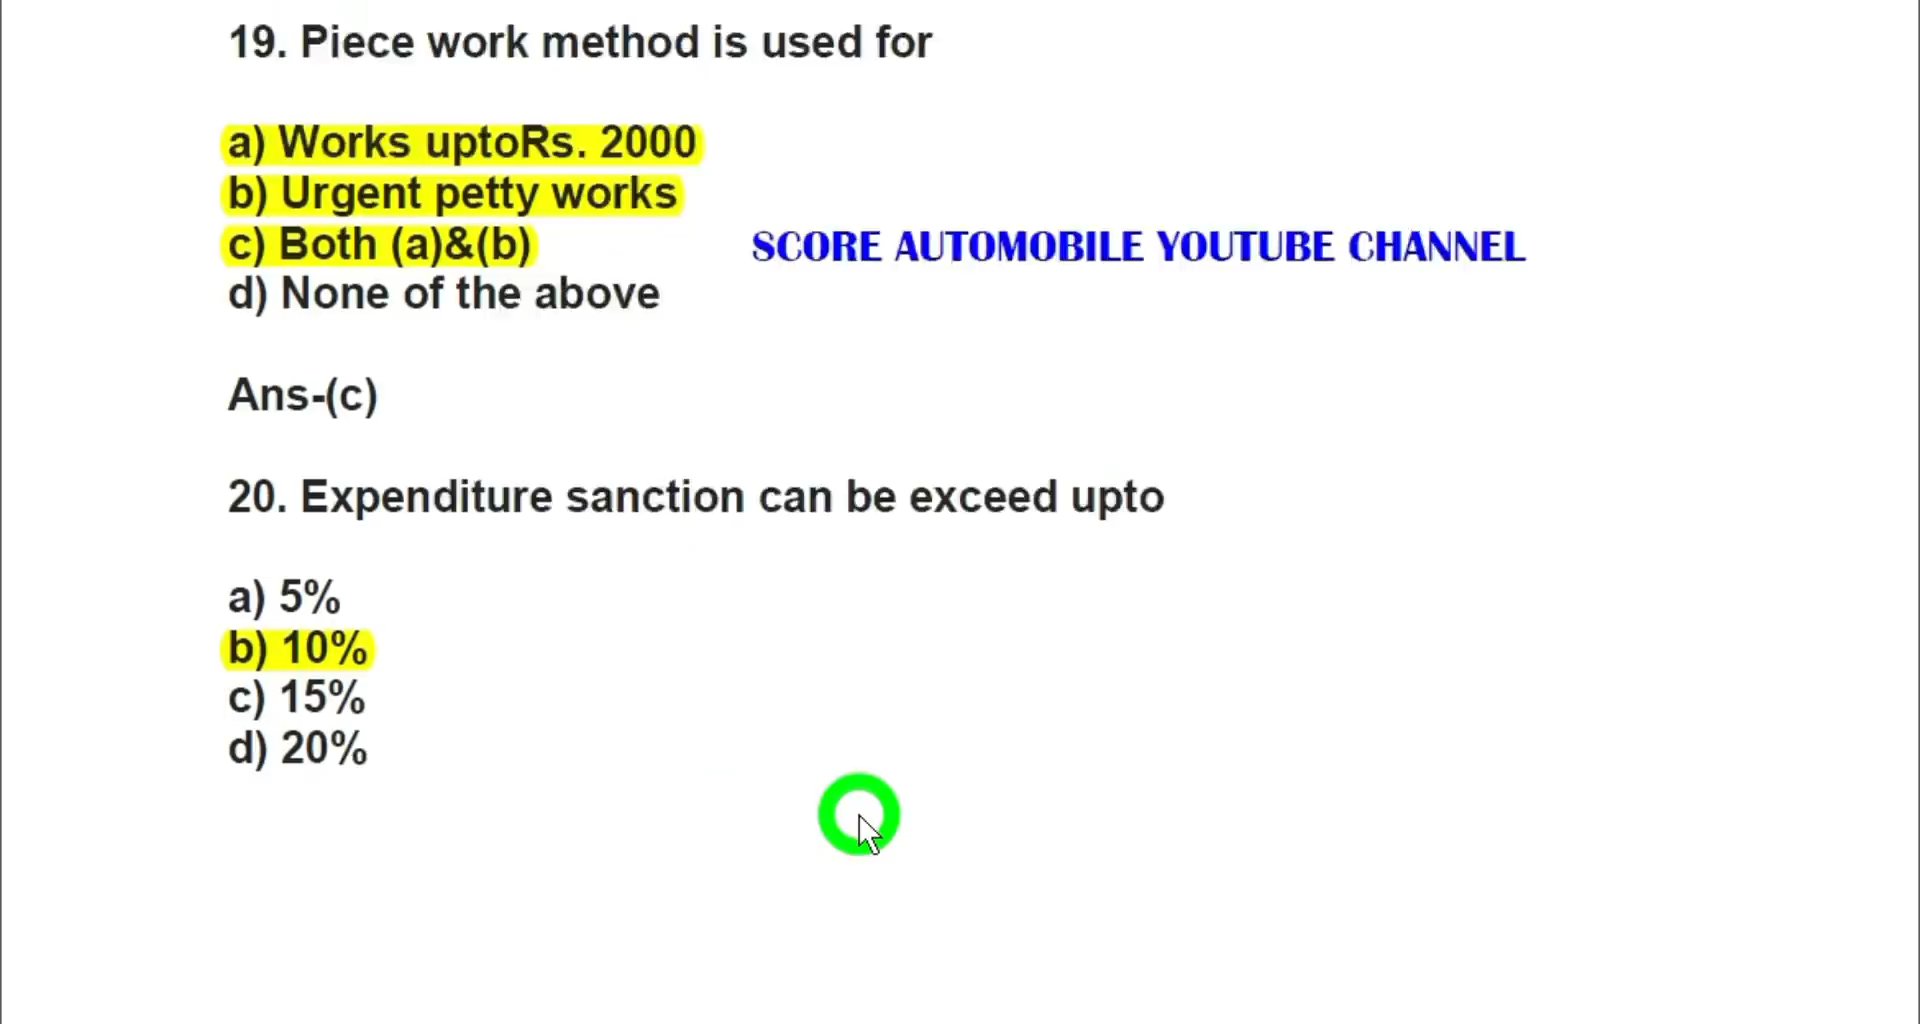 19. Piece work method is used for
a) Works uptoRs. 2000
b) Urgent petty works
c) Both (a)&(b)
SCORE AUTOMOBILE YOUTUBE CHANNEL
d) None of the above
Ans-(c)
20. Expenditure sanction can be exceed upto
a) 5%
b) 10%
c) 15%
d) 20%